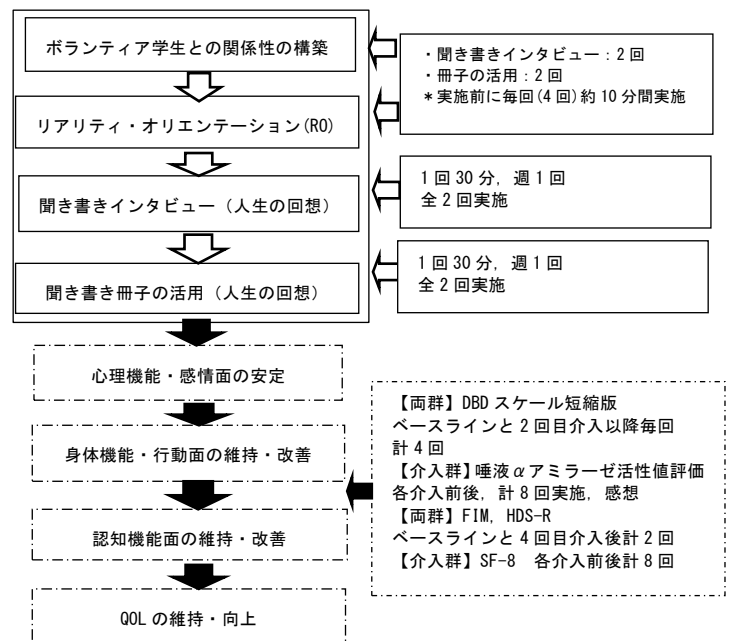 ボランティア学生との関係性の構築
・聞き書きインタビュー：2回
・冊子の活用：2回
＊実施前に毎回(4回)約10分間実施
リアリティ・オリエンテーション(RO)
聞き書きインタビュー（人生の回想）
1回30分，週1回
全2回実施
聞き書き冊子の活用（人生の回想）
1回30分，週1回
全2回実施
心理機能・感情面の安定
身体機能・行動面の維持・改善
認知機能面の維持・改善
QOLの維持・向上
【両群】DBDスケール短縮版
ベースラインと2回目介入以降毎回
計4回
【介入群】唾液αアミラーゼ活性値評価
各介入前後，計8回実施，感想
【両群】FIM，HDS-R
ベースラインと4回目介入後計2回
【介入群】SF-8　各介入前後計8回